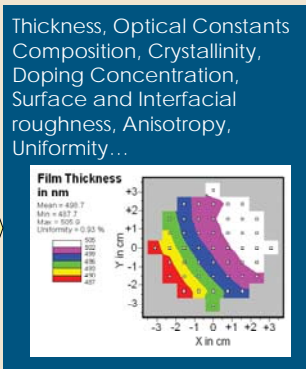 Thickness, Optical Constants
Composition, Crystallinity,
Doping Concentration,
Surface and Interfacial
roughness, Anisotropy,
Uniformity…
Film Thickness
in nm
Mean = 498.7
Min = 487.7
Max = 505.9
Uniformity = 0.93 %
505
502
499
496
493
490
487
Y in cm
+3
+2
+1
0
-1
-2
-3
-3 -2 -1 0 +1 +2 +3
X in cm